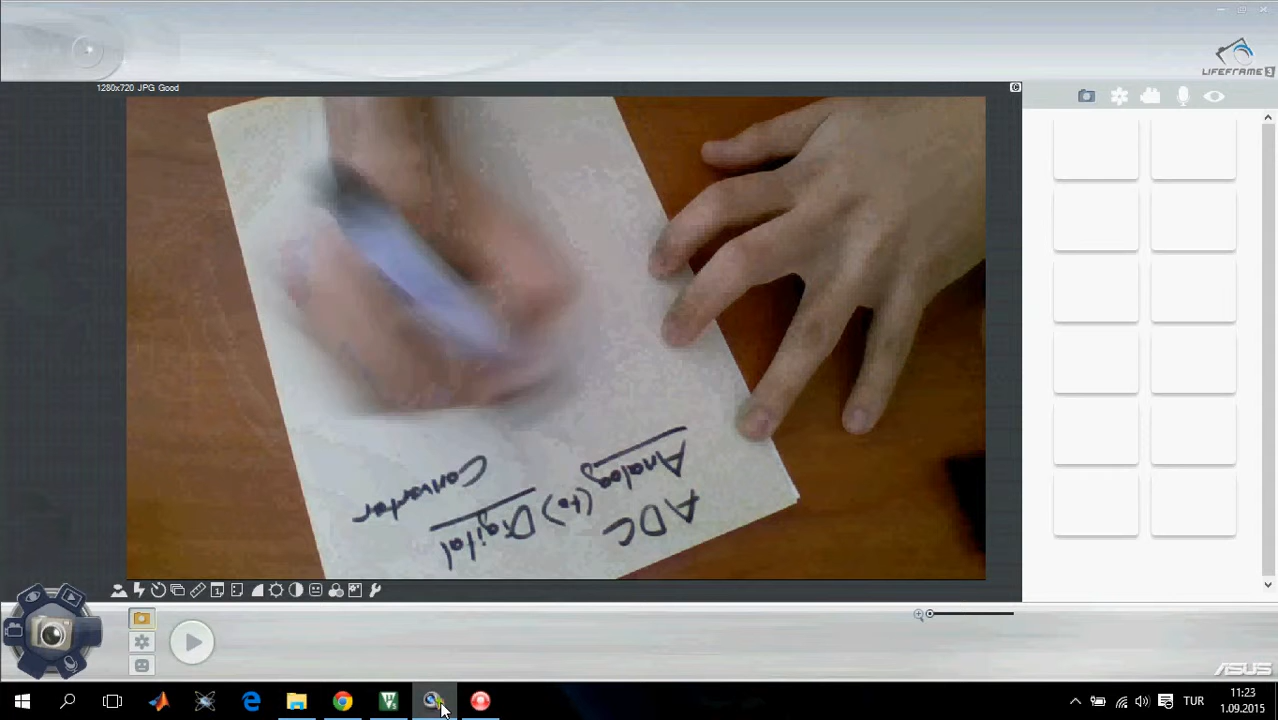 LIFEFRAME 3
1280x720 JPG Good
ADC
Analog (to) Digital
Converter
ASUS
TUR
11:23
1.09.2015